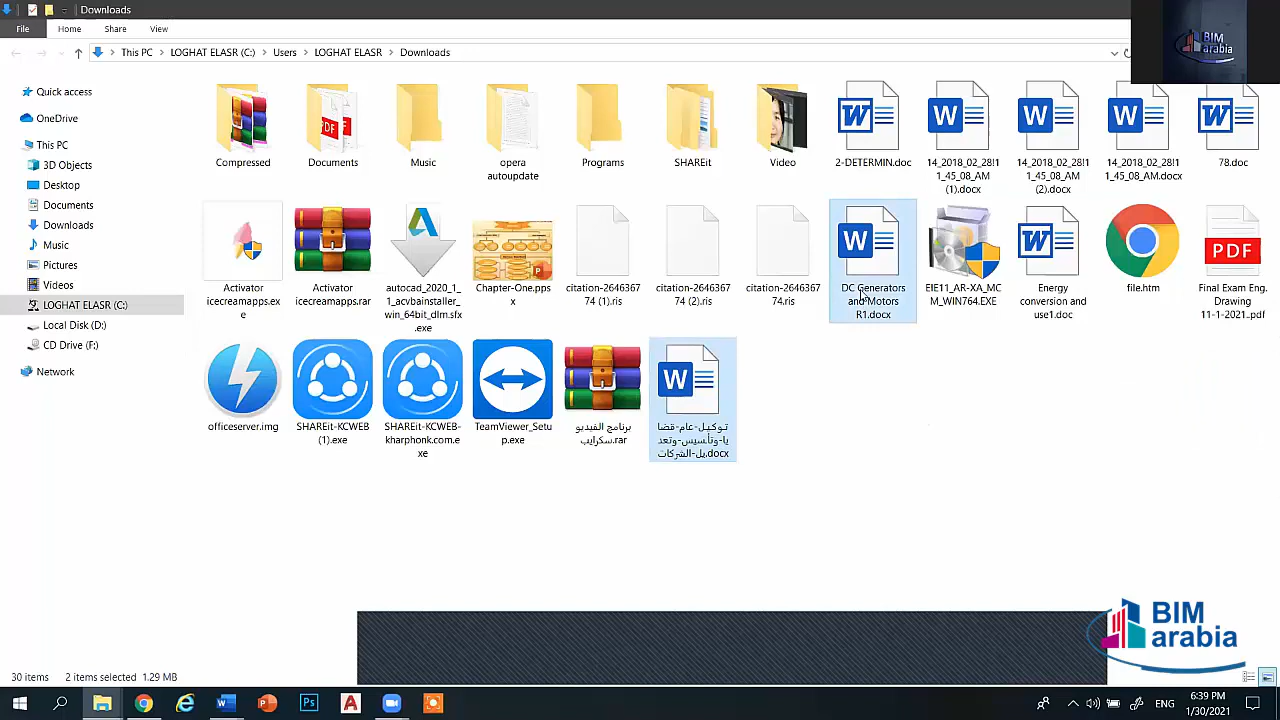 Downloads
File Home Share View
This PC LOGHAT ELASR (C:) Users LOGHAT ELASR Downloads
BIM
arabia
Quick access
OneDrive
This PC
3D Objects
Desktop
Documents
Downloads
Music
Pictures
Videos
LOGHAT ELASR (C:)
Local Disk (D:)
CD Drive (F:)
Network
Compressed
Documents
Music
opera
autoupdate
Programs
SHAREit
Video
2-DETERMIN.doc
14_2018_02_28!1
1_45_08_AM
(1).docx
14_2018_02_28!1
1_45_08_AM
(2).docx
14_2018_02_28!1
1_45_08_AM.docx
78.doc
Activator
icecreamapps.ex
e
Activator
icecreamapps.rar
autocad_2020_1_
1_acvbainstaller_
win_64bit_dlm.sfx
.exe
Chapter-One.pps
x
citation-2646367
74 (1).ris
citation-2646367
74 (2).ris
citation-2646367
74.ris
DC Generators
and Motors
R1.docx
EIE11_AR-XA_MC
M_WIN764.EXE
Energy
conversion and
use1.doc
file.htm
PDF
Final Exam Eng.
Drawing
11-1-2021..pdf
officeserver.img
SHAREit-KCWEB
(1).exe
SHAREit-KCWEB-
kharphonk.com.e
xe
TeamViewer_Setu
p.exe
برنامج الفيديو
سكرايب.rar
توكيل-عام-قضا
يا-وتأسيس-وتعد
يل-الشركات.docx
BIM
arabia
30 items 2 items selected 1.29 MB
ENG
6:39 PM
1/30/2021